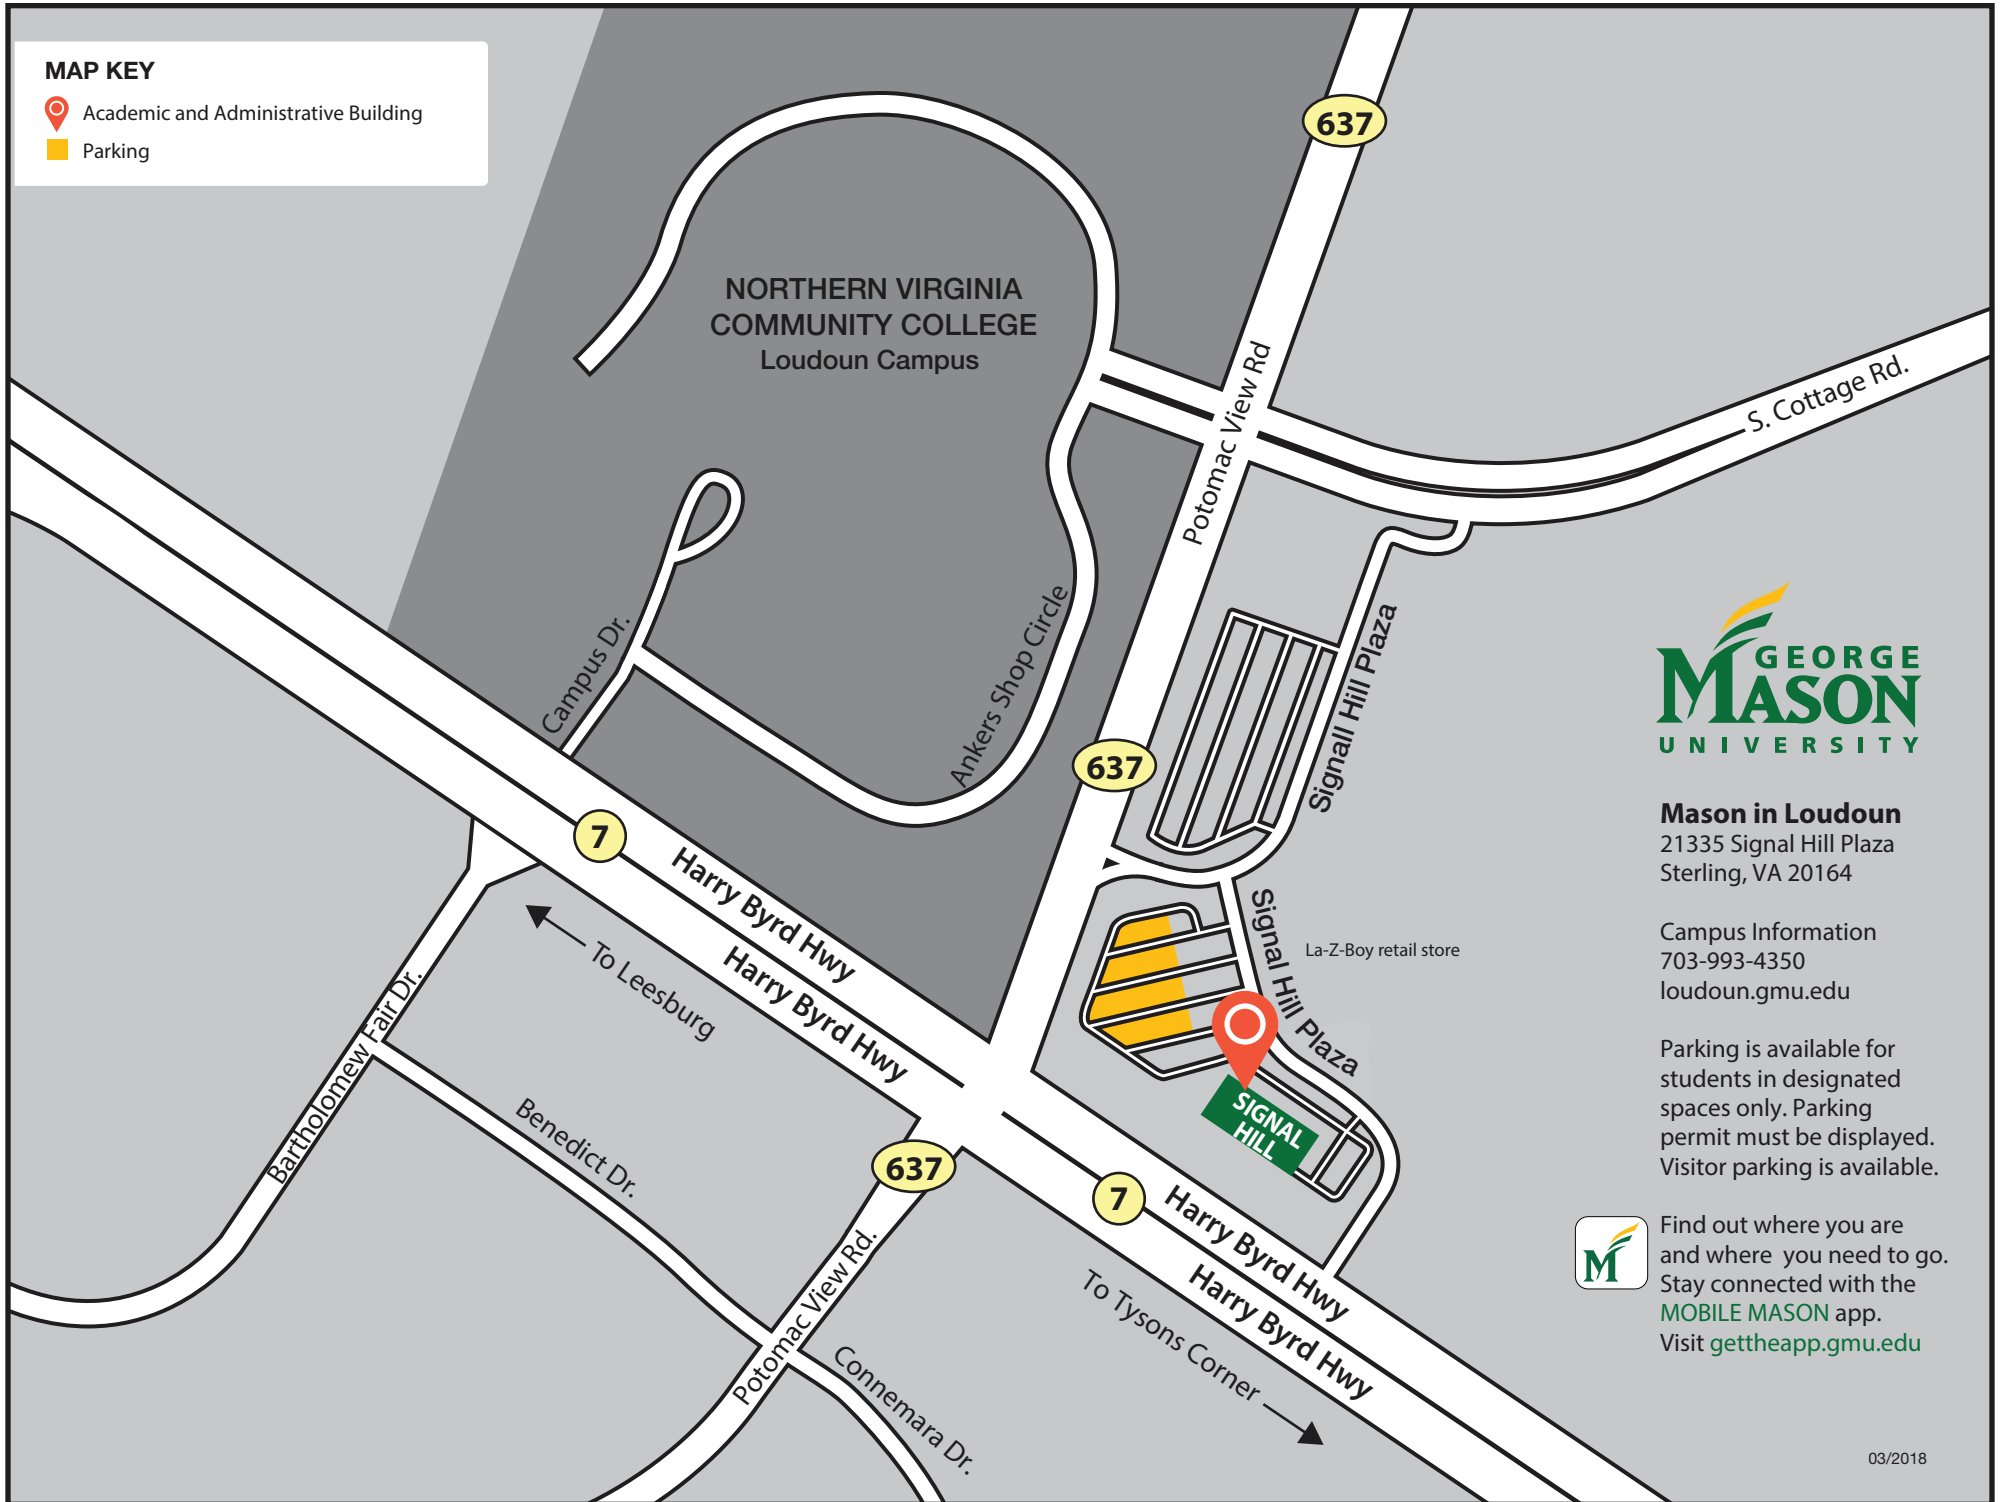 MAP KEY
Academic and Administrative Building
Parking
637
NORTHERN VIRGINIA
COMMUNITY COLLEGE
Loudoun Campus
Potomac View Rd
S. Cottage Rd.
Campus Dr.
Ankers Shop Circle
Signall Hill Plaza
637
7
Harry Byrd Hwy
Harry Byrd Hwy
To Leesburg
Signal Hill Plaza
La-Z-Boy retail store
SIGNAL
HILL
Bartholomew Fair Dr.
Benedict Dr.
637
7
Harry Byrd Hwy
Harry Byrd Hwy
To Tysons Corner
Potomac View Rd.
Connemara Dr.
GEORGE
MASON
UNIVERSITY
Mason in Loudoun
21335 Signal Hill Plaza
Sterling, VA 20164
Campus Information
703-993-4350
loudoun.gmu.edu
Parking is available for
students in designated
spaces only. Parking
permit must be displayed.
Visitor parking is available.
M
Find out where you are
and where you need to go.
Stay connected with the
MOBILE MASON app.
Visit gettheapp.gmu.edu
03/2018